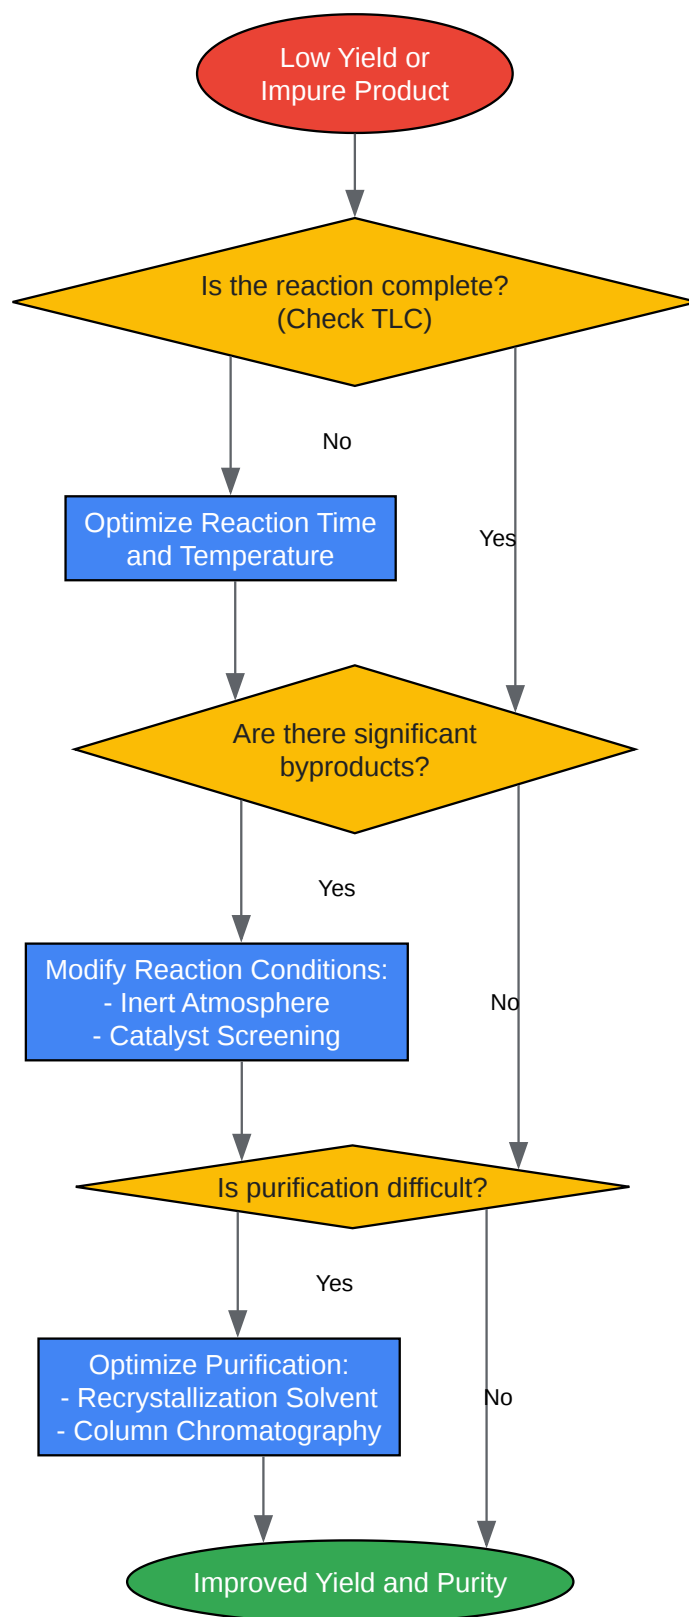 Low Yield or
Impure Product
Is the reaction complete?
(Check TLC)
No
Optimize Reaction Time
and Temperature
Yes
Are there significant
byproducts?
Yes
Modify Reaction Conditions:
- Inert Atmosphere
- Catalyst Screening
No
Is purification difficult?
Yes
Optimize Purification:
- Recrystallization Solvent
- Column Chromatography
No
Improved Yield and Purity